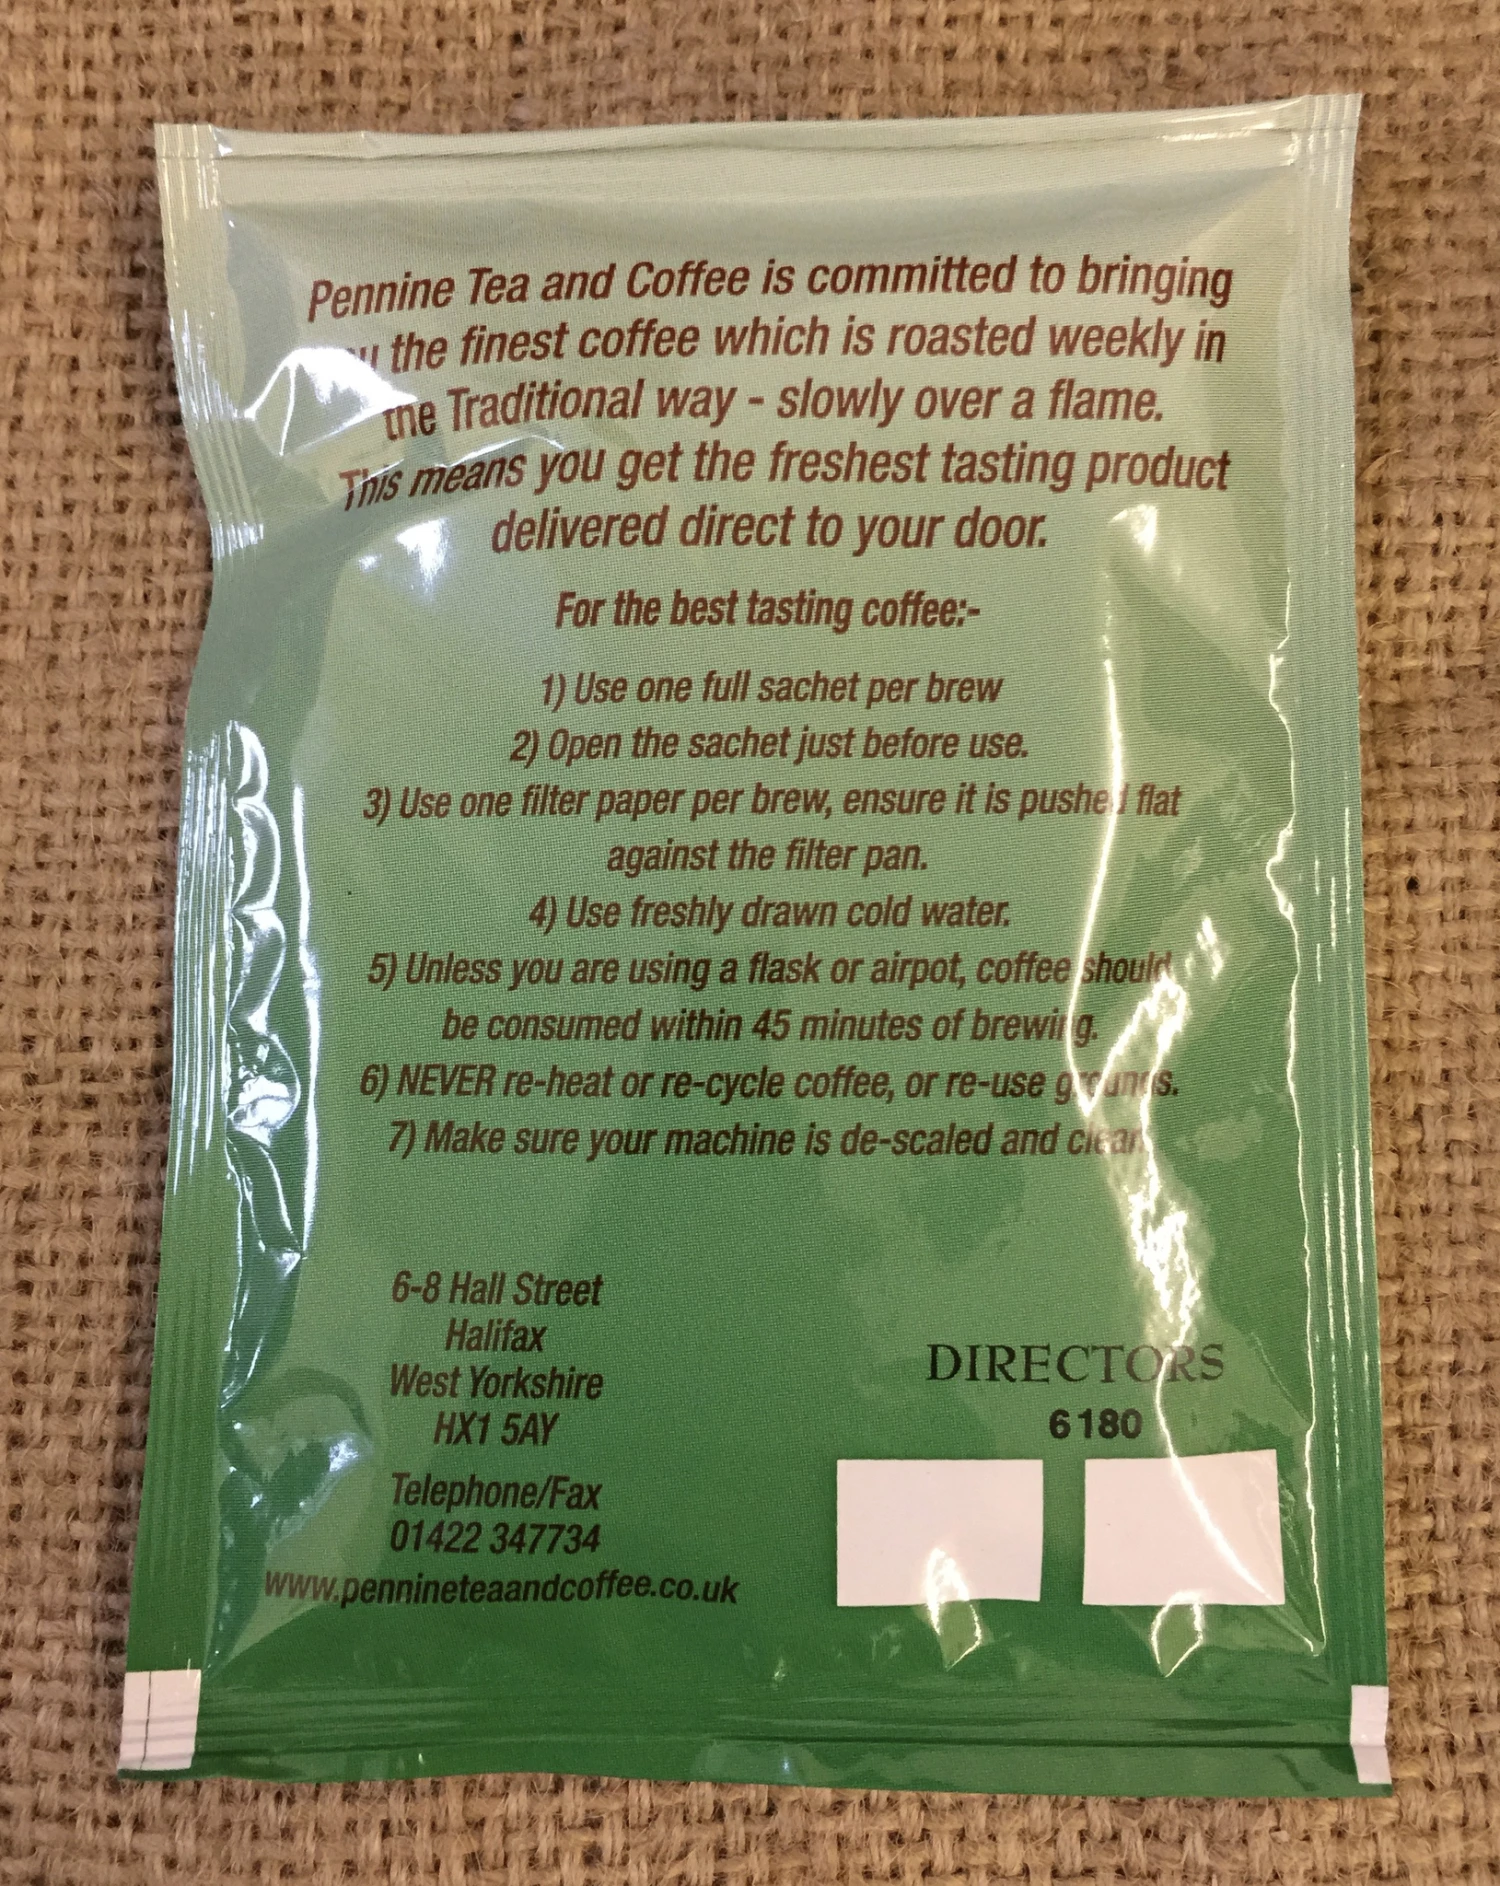 Pennine Tea and Coffee is committed to bringing
you the finest coffee which is roasted weekly in
the Traditional way - slowly over a flame.
This means you get the freshest tasting product
delivered direct to your door.
For the best tasting coffee:-
1) Use one full sachet per brew
2) Open the sachet just before use.
3) Use one filter paper per brew, ensure it is pushed flat
against the filter pan.
4) Use freshly drawn cold water.
5) Unless you are using a flask or airpot, coffee should
be consumed within 45 minutes of brewing.
6) NEVER re-heat or re-cycle coffee, or re-use grounds.
7) Make sure your machine is de-scaled and clean.
6-8 Hall Street
Halifax
West Yorkshire
HX1 5AY
Telephone/Fax
01422 347734
www.pennineteaandcoffee.co.uk
DIRECTORS
6180